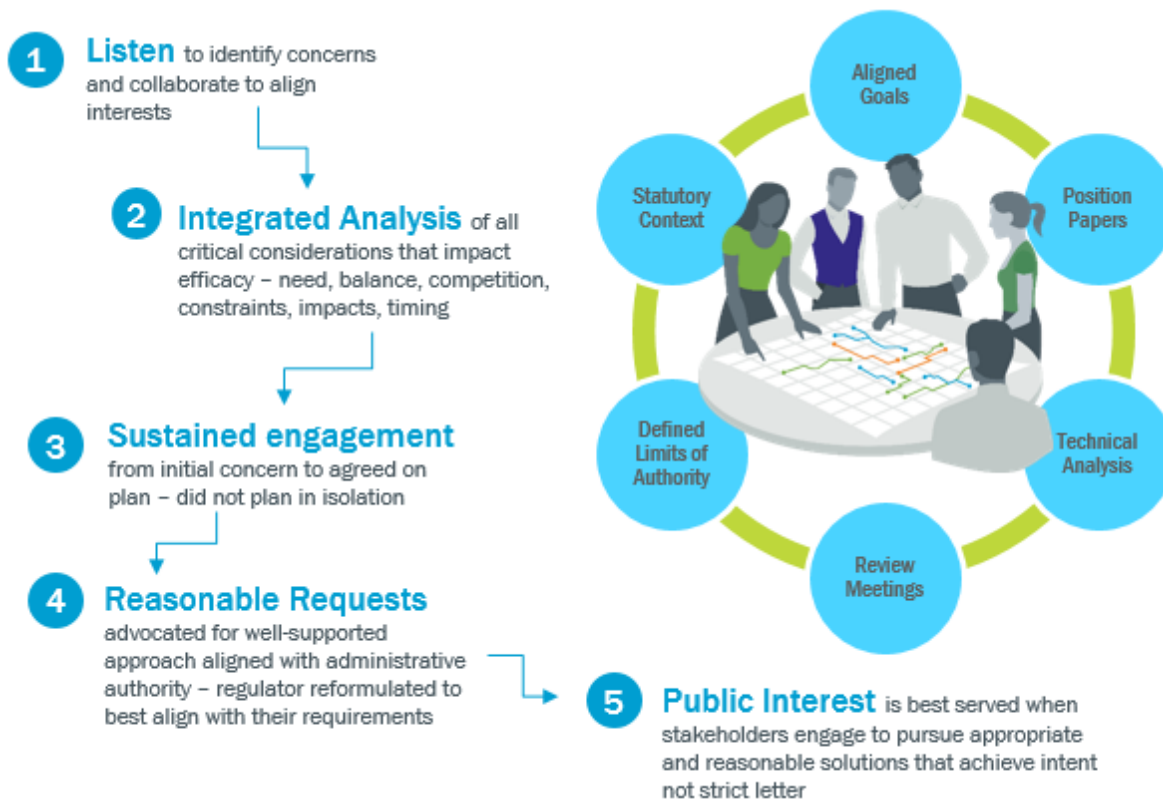 1
Listen to identify concerns
and collaborate to align
interests
2
Integrated Analysis of all
critical considerations that impact
efficacy – need, balance, competition,
constraints, impacts, timing
3
Sustained engagement
from initial concern to agreed on
plan – did not plan in isolation
4
Reasonable Requests
advocated for well-supported
approach aligned with administrative
authority – regulator reformulated to
best align with their requirements
5
Public Interest is best served when
stakeholders engage to pursue appropriate
and reasonable solutions that achieve intent
not strict letter
Aligned
Goals
Position
Papers
Technical
Analysis
Review
Meetings
Defined
Limits of
Authority
Statutory
Context